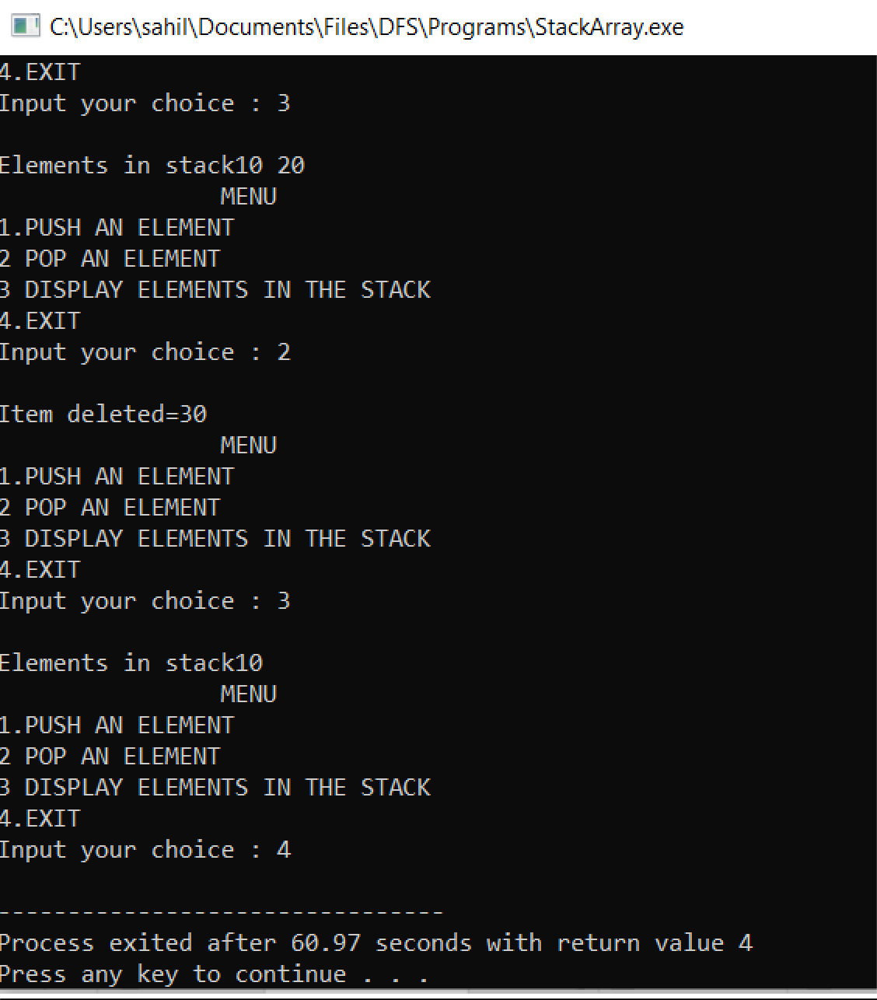 C:\Users\sahil\Documents\Files\DFS\Programs\StackArray.exe
4.EXIT
Input your choice : 3
Elements in stack10 20
MENU
1.PUSH AN ELEMENT
2 POP AN ELEMENT
3 DISPLAY ELEMENTS IN THE STACK
4.EXIT
Input your choice : 2
Item deleted=30
MENU
1.PUSH AN ELEMENT
2 POP AN ELEMENT
3 DISPLAY ELEMENTS IN THE STACK
4.EXIT
Input your choice : 3
Elements in stack10
MENU
1.PUSH AN ELEMENT
2 POP AN ELEMENT
3 DISPLAY ELEMENTS IN THE STACK
4.EXIT
Input your choice : 4
--------------------------------
Process exited after 60.97 seconds with return value 4
Press any key to continue . . .